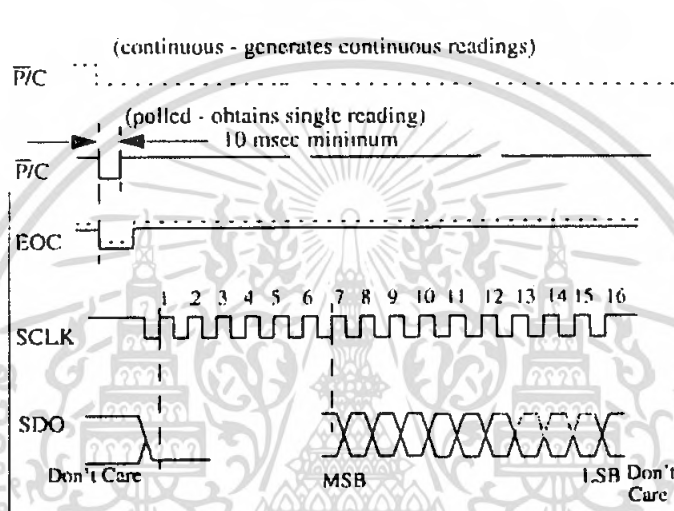 (continuous - generates continuous readings)
P̅/C
(polled - obtains single reading)
10 msec minimum
P̅/C
EOC
1 2 3 4 5 6 7 8 9 10 11 12 13 14 15 16
SCLK
SDO
Don't Care MSB LSB Don't
Care